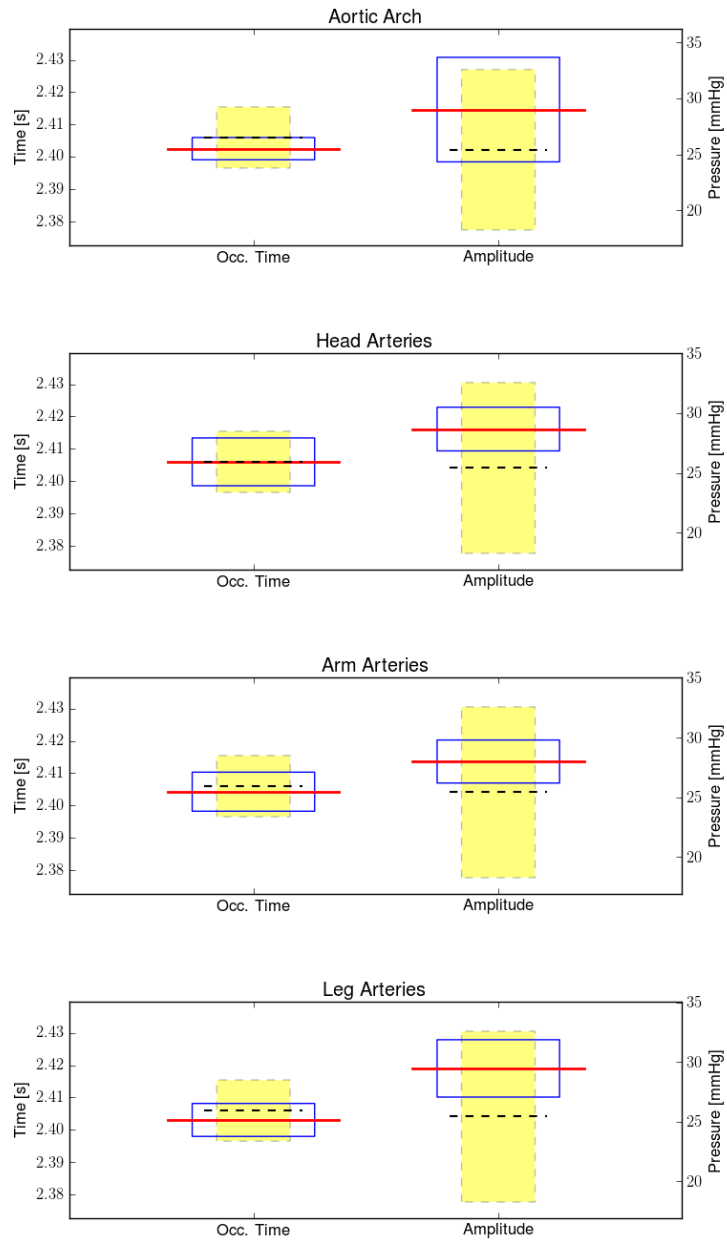 Aortic Arch
Time [s]
2.43
2.42
2.41
2.40
2.39
2.38
35
30
25
20
Pressure [mmHg]
Occ. Time
Amplitude
Head Arteries
Time [s]
2.43
2.42
2.41
2.40
2.39
2.38
35
30
25
20
Pressure [mmHg]
Occ. Time
Amplitude
Arm Arteries
Time [s]
2.43
2.42
2.41
2.40
2.39
2.38
35
30
25
20
Pressure [mmHg]
Occ. Time
Amplitude
Leg Arteries
Time [s]
2.43
2.42
2.41
2.40
2.39
2.38
35
30
25
20
Pressure [mmHg]
Occ. Time
Amplitude